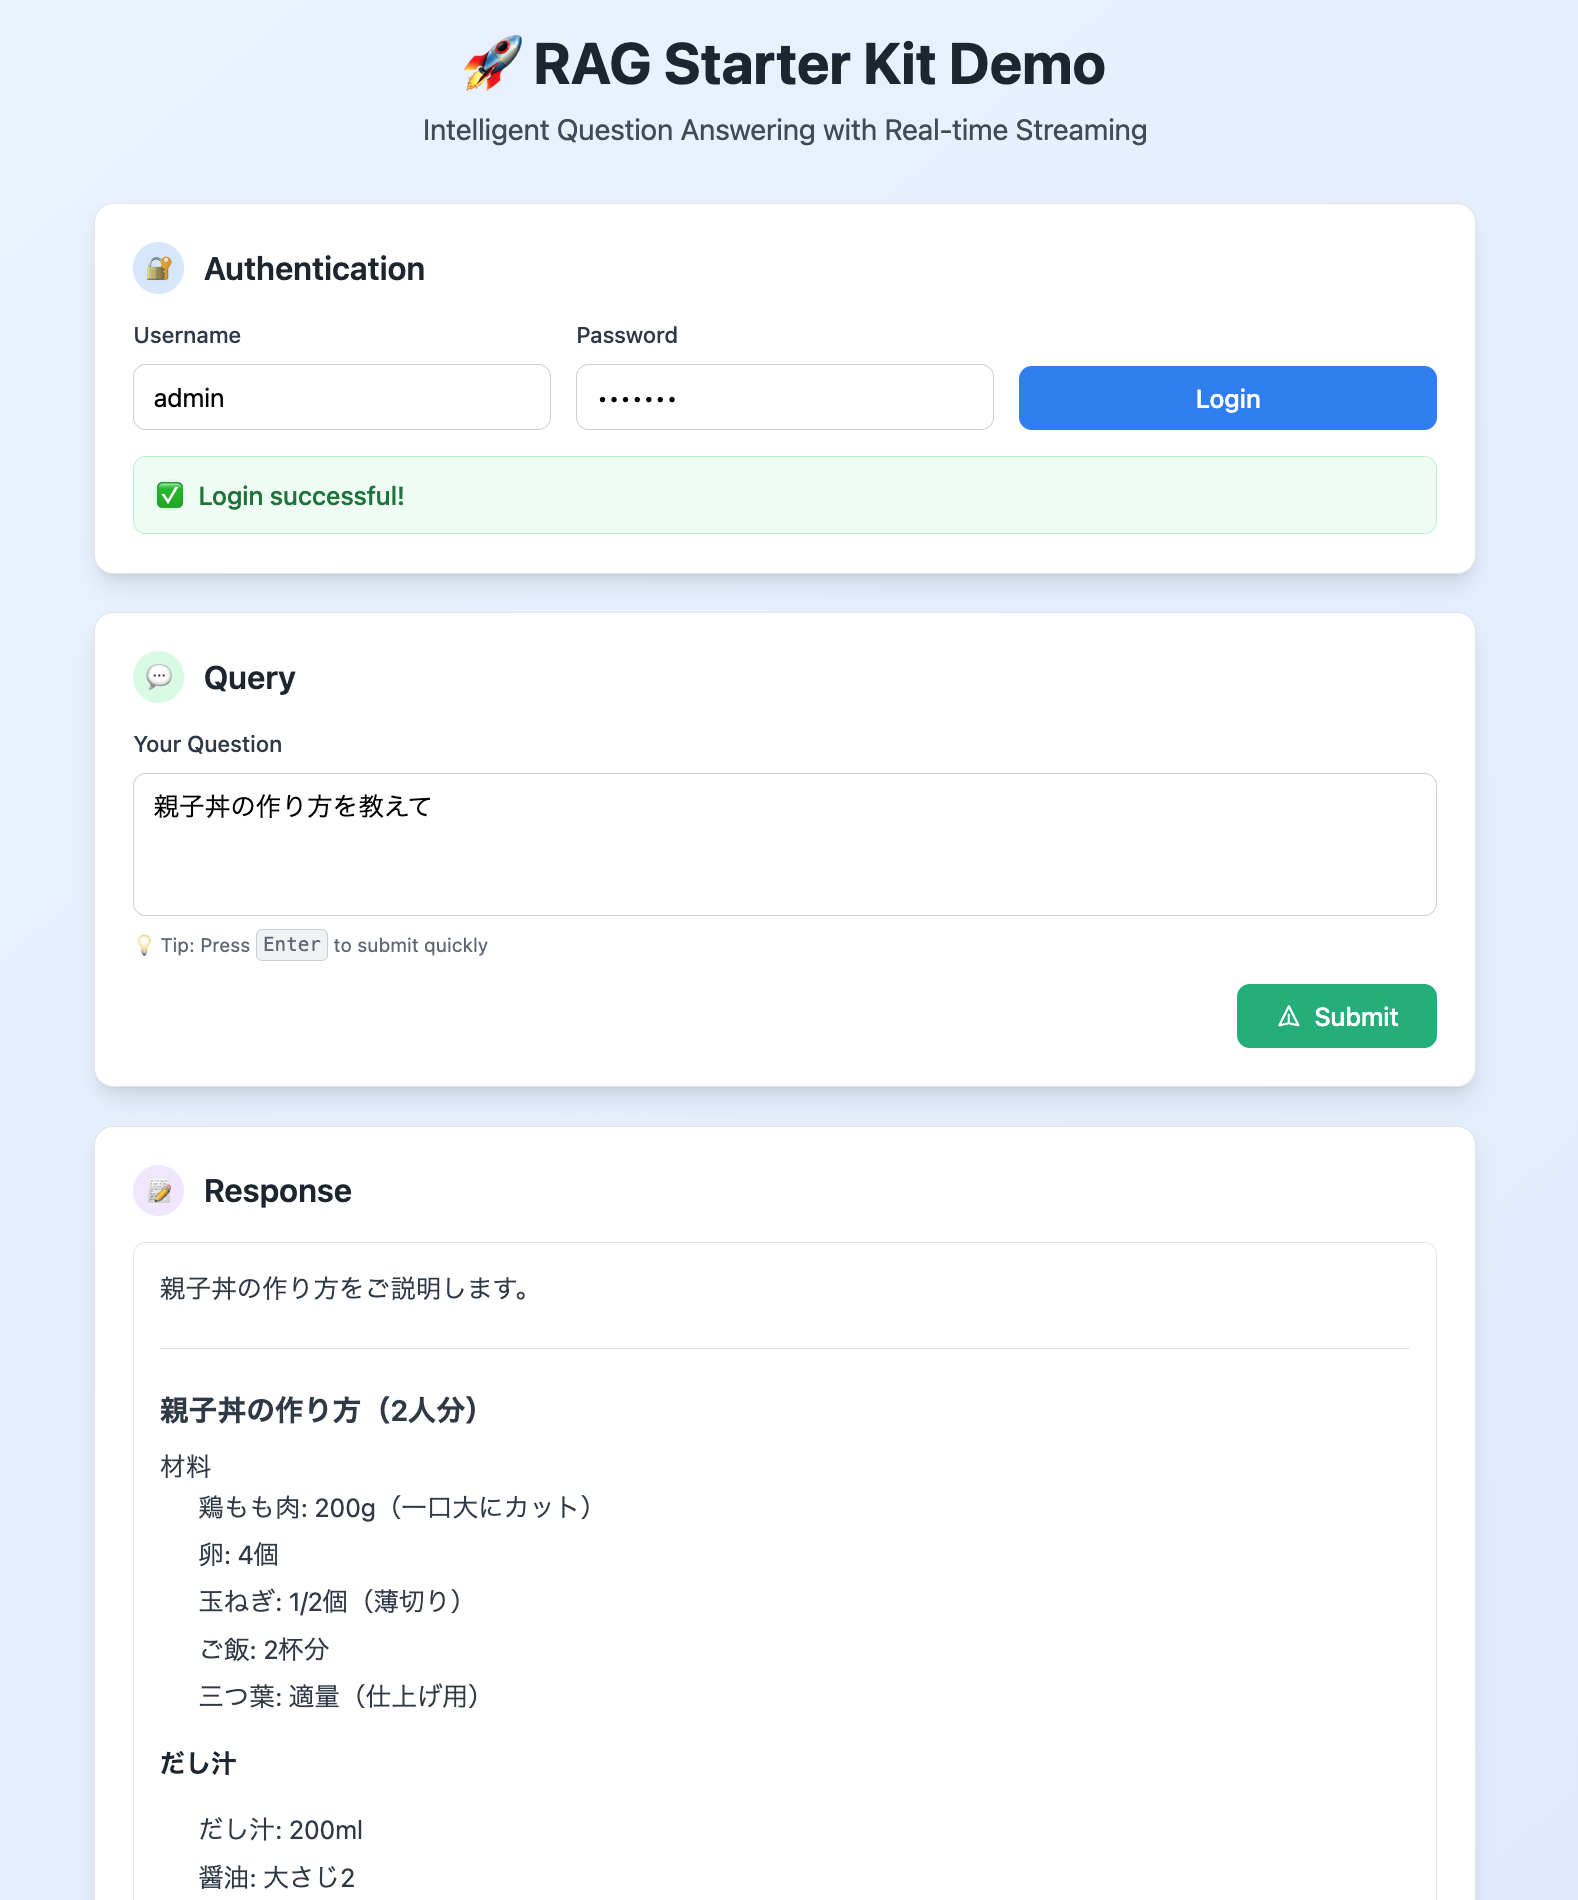 🚀 RAG Starter Kit Demo
Intelligent Question Answering with Real-time Streaming
Authentication
Username
Password
admin
•••••••
Login
✅ Login successful!
Query
Your Question
親子丼の作り方を教えて
💡 Tip: Press Enter to submit quickly
Submit
Response
親子丼の作り方をご説明します。
親子丼の作り方（2人分）
材料
鶏もも肉: 200g（一口大にカット）
卵: 4個
玉ねぎ: 1/2個（薄切り）
ご飯: 2杯分
三つ葉: 適量（仕上げ用）
だし汁
だし汁: 200ml
醤油: 大さじ2